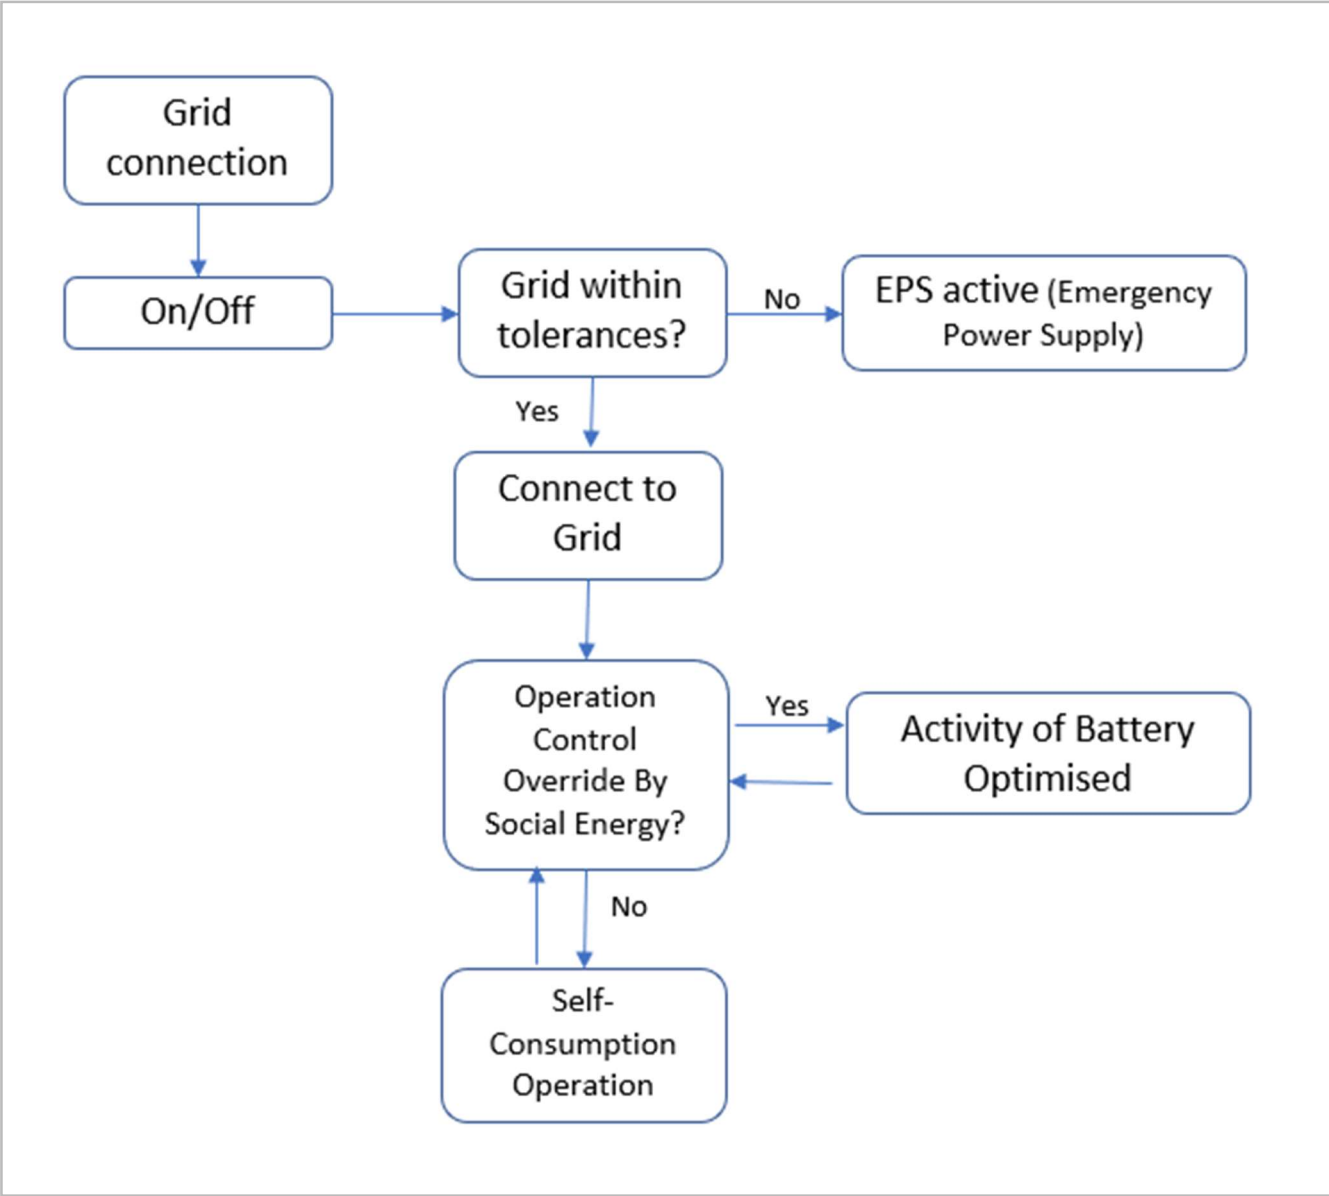 Grid
connection
On/Off
Grid within
tolerances?
No
EPS active (Emergency
Power Supply)
Yes
Connect to
Grid
Operation
Control
Override By
Social Energy?
Yes
Activity of Battery
Optimised
No
Self-
Consumption
Operation